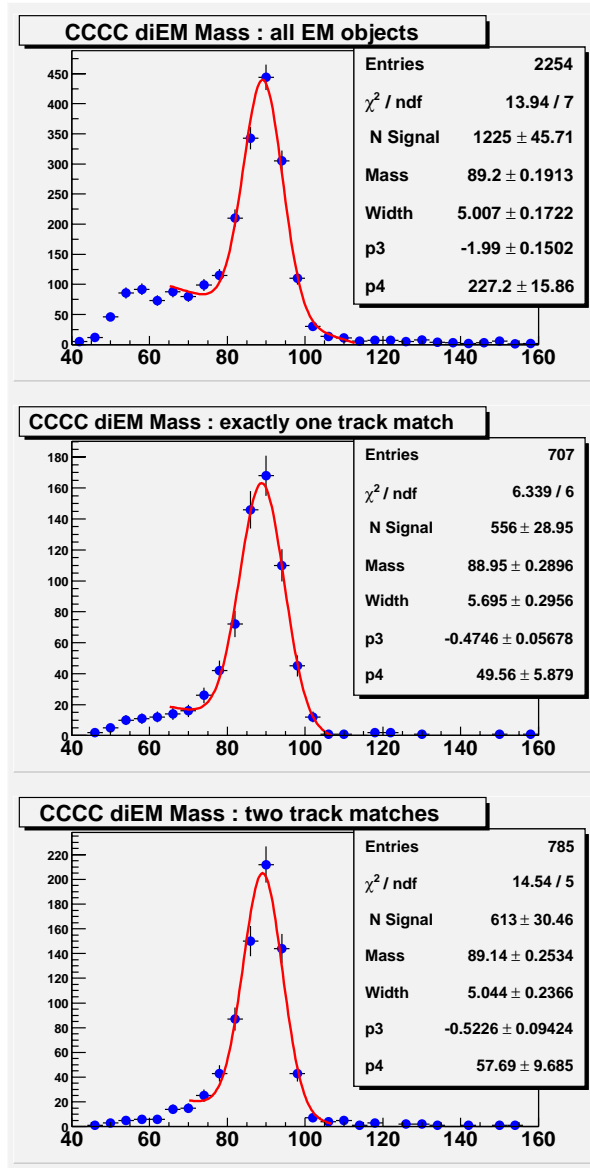 CCCC diEM Mass : all EM objects
Entries 2254
χ² / ndf 13.94 / 7
N Signal 1225 ± 45.71
Mass 89.2 ± 0.1913
Width 5.007 ± 0.1722
p3 -1.99 ± 0.1502
p4 227.2 ± 15.86
450
400
350
300
250
200
150
100
50
0
40 60 80 100 120 140 160
CCCC diEM Mass : exactly one track match
Entries 707
χ² / ndf 6.339 / 6
N Signal 556 ± 28.95
Mass 88.95 ± 0.2896
Width 5.695 ± 0.2956
p3 -0.4746 ± 0.05678
p4 49.56 ± 5.879
180
160
140
120
100
80
60
40
20
0
40 60 80 100 120 140 160
CCCC diEM Mass : two track matches
Entries 785
χ² / ndf 14.54 / 5
N Signal 613 ± 30.46
Mass 89.14 ± 0.2534
Width 5.044 ± 0.2366
p3 -0.5226 ± 0.09424
p4 57.69 ± 9.685
220
200
180
160
140
120
100
80
60
40
20
0
40 60 80 100 120 140 160